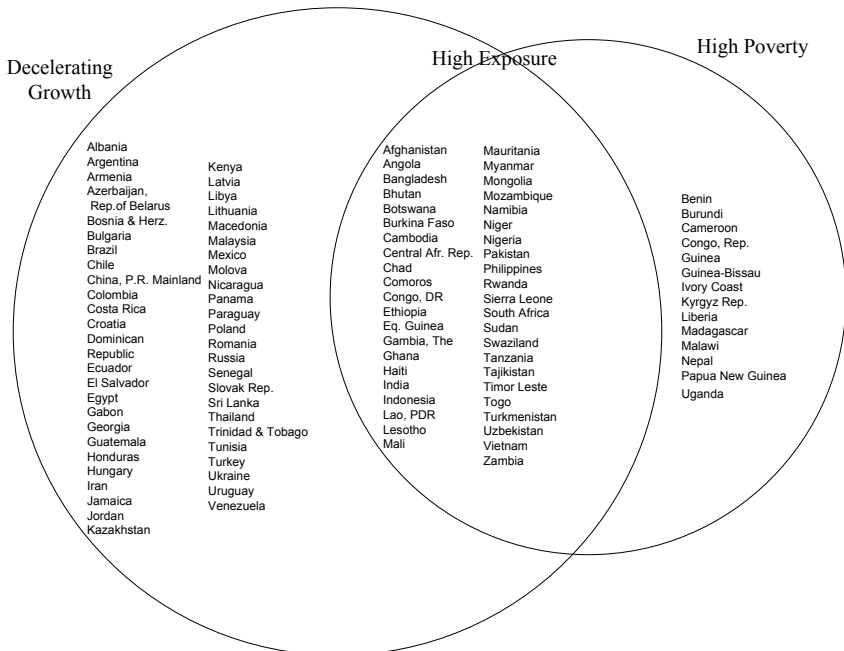 Decelerating
Growth
High Exposure
High Poverty
Albania
Argentina
Armenia
Azerbaijan,
Rep.of Belarus
Bosnia & Herz.
Bulgaria
Brazil
Chile
China, P.R. Mainland
Colombia
Costa Rica
Croatia
Dominican
Republic
Ecuador
El Salvador
Egypt
Gabon
Georgia
Guatemala
Honduras
Hungary
Iran
Jamaica
Jordan
Kazakhstan
Kenya
Latvia
Libya
Lithuania
Macedonia
Malaysia
Mexico
Molova
Nicaragua
Panama
Paraguay
Poland
Romania
Russia
Senegal
Slovak Rep.
Sri Lanka
Thailand
Trinidad & Tobago
Tunisia
Turkey
Ukraine
Uruguay
Venezuela
Afghanistan
Angola
Bangladesh
Bhutan
Botswana
Burkina Faso
Cambodia
Central Afr. Rep.
Chad
Comoros
Congo, DR
Ethiopia
Eq. Guinea
Gambia, The
Ghana
Haiti
India
Indonesia
Lao, PDR
Lesotho
Mali
Mauritania
Myanmar
Mongolia
Mozambique
Namibia
Niger
Nigeria
Pakistan
Philippines
Rwanda
Sierra Leone
South Africa
Sudan
Swaziland
Tanzania
Tajikistan
Timor Leste
Togo
Turkmenistan
Uzbekistan
Vietnam
Zambia
Benin
Burundi
Cameroon
Congo, Rep.
Guinea
Guinea-Bissau
Ivory Coast
Kyrgyz Rep.
Liberia
Madagascar
Malawi
Nepal
Papua New Guinea
Uganda